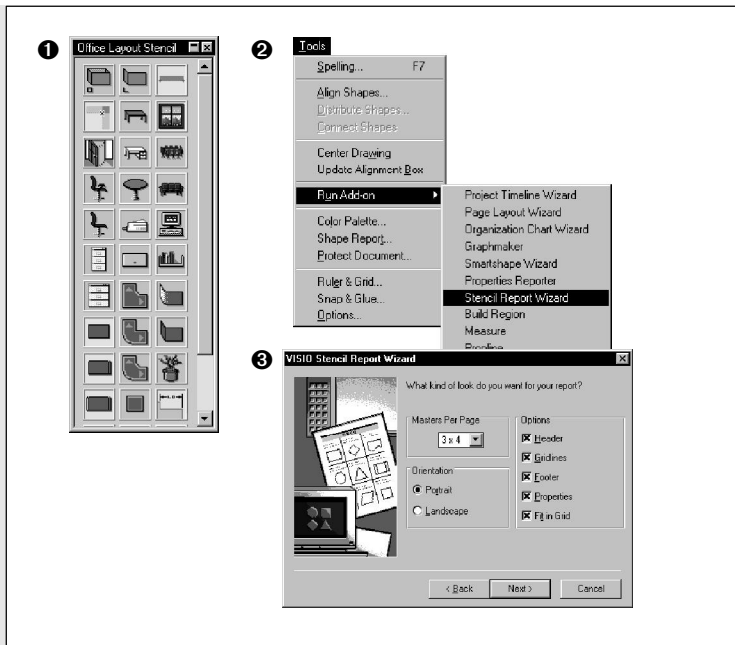 ❶
Office Layout Stencil
❷
Tools
Spelling... F7
Align Shapes...
Distribute Shapes...
Connect Shapes
Center Drawing
Update Alignment Box
Run Add-on
Color Palette...
Shape Report...
Protect Document...
Ruler & Grid...
Snap & Glue...
Options...
Project Timeline Wizard
Page Layout Wizard
Organization Chart Wizard
Graphmaker
Smartshape Wizard
Properties Reporter
Stencil Report Wizard
Build Region
Measure
❸
VISIO Stencil Report Wizard
What kind of look do you want for your report?
Masters Per Page
3 x 4
Orientation
Portrait
Landscape
Options
Header
Gridlines
Footer
Properties
Fit in Grid
< Back
Next >
Cancel